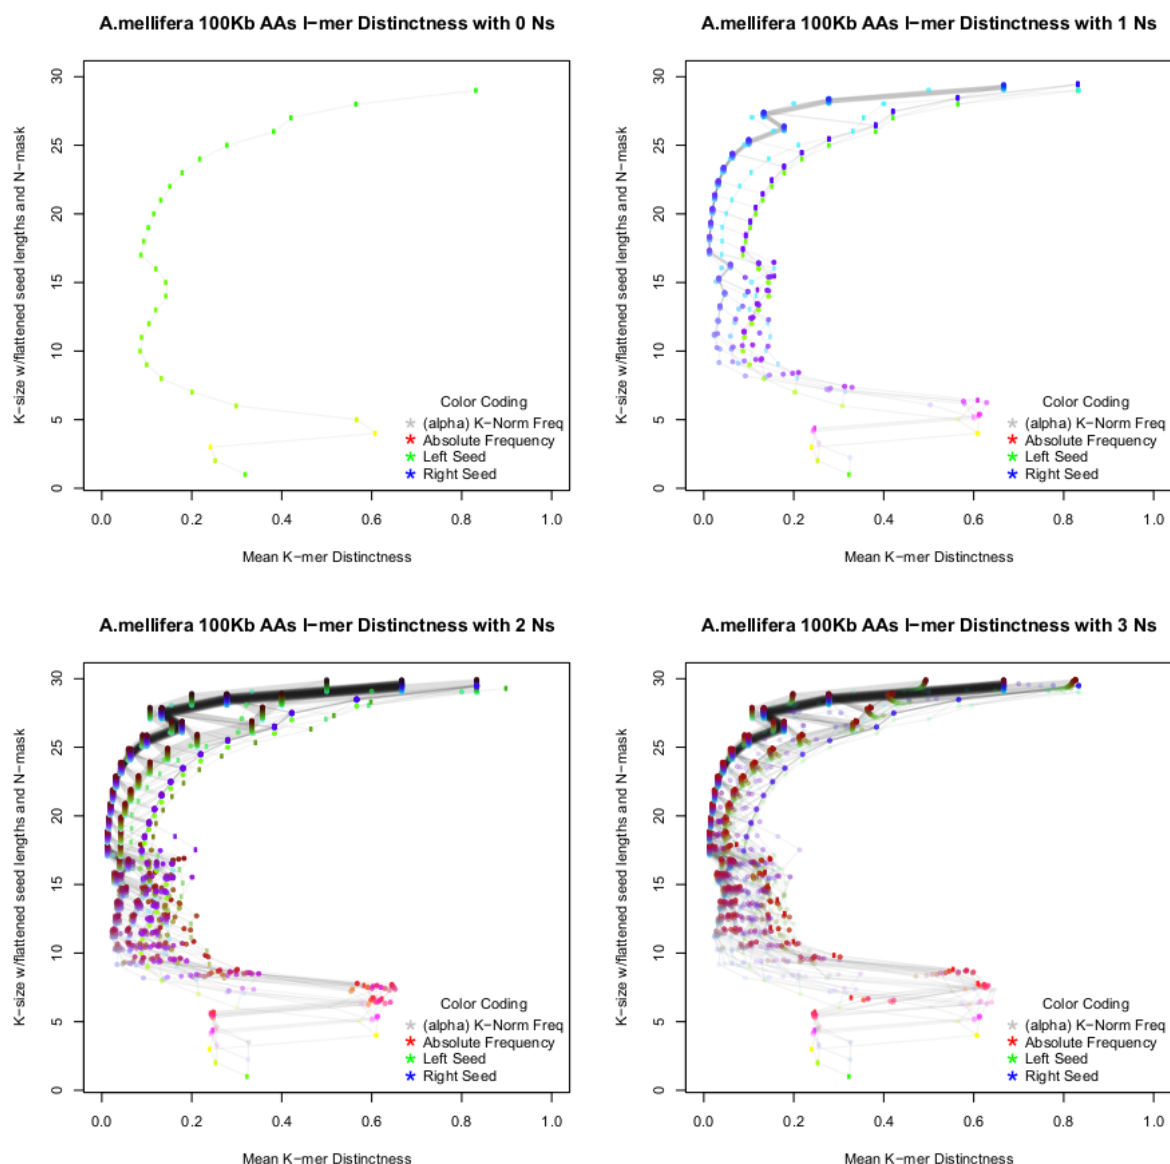 A.mellifera 100Kb AAs I−mer Distinctness with 0 Ns
K−size w/flattened seed lengths and N−mask
30
25
20
15
10
5
0
Color Coding
* (alpha) K−Norm Freq
* Absolute Frequency
* Left Seed
* Right Seed
0.0 0.2 0.4 0.6 0.8 1.0
Mean K−mer Distinctness
A.mellifera 100Kb AAs I−mer Distinctness with 1 Ns
K−size w/flattened seed lengths and N−mask
30
25
20
15
10
5
0
Color Coding
* (alpha) K−Norm Freq
* Absolute Frequency
* Left Seed
* Right Seed
0.0 0.2 0.4 0.6 0.8 1.0
Mean K−mer Distinctness
A.mellifera 100Kb AAs I−mer Distinctness with 2 Ns
K−size w/flattened seed lengths and N−mask
30
25
20
15
10
5
0
Color Coding
* (alpha) K−Norm Freq
* Absolute Frequency
* Left Seed
* Right Seed
0.0 0.2 0.4 0.6 0.8 1.0
Mean K−mer Distinctness
A.mellifera 100Kb AAs I−mer Distinctness with 3 Ns
K−size w/flattened seed lengths and N−mask
30
25
20
15
10
5
0
Color Coding
* (alpha) K−Norm Freq
* Absolute Frequency
* Left Seed
* Right Seed
0.0 0.2 0.4 0.6 0.8 1.0
Mean K−mer Distinctness